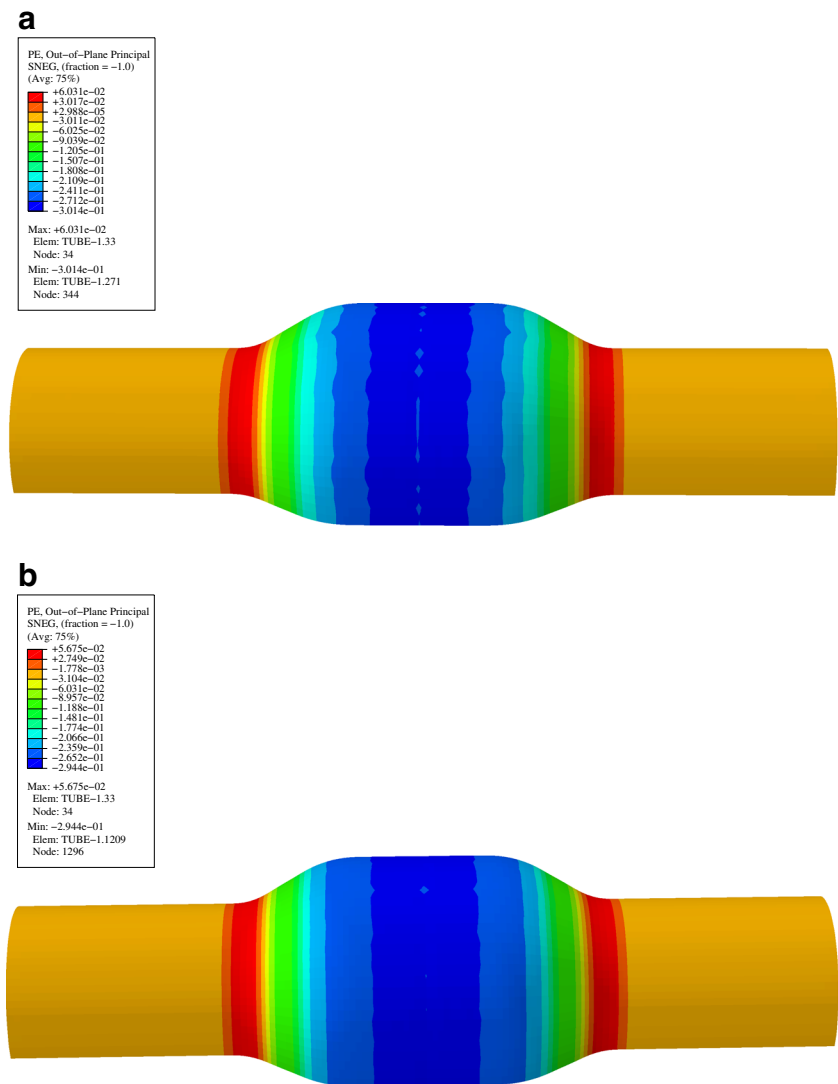 a
PE, Out−of−Plane Principal
SNEG, (fraction = −1.0)
(Avg: 75%)
+6.031e−02
+3.017e−02
+2.988e−05
−3.011e−02
−6.025e−02
−9.039e−02
−1.205e−01
−1.507e−01
−1.808e−01
−2.109e−01
−2.411e−01
−2.712e−01
−3.014e−01
Max: +6.031e−02
Elem: TUBE−1.33
Node: 34
Min: −3.014e−01
Elem: TUBE−1.271
Node: 344
b
PE, Out−of−Plane Principal
SNEG, (fraction = −1.0)
(Avg: 75%)
+5.675e−02
+2.749e−02
−1.778e−03
−3.104e−02
−6.031e−02
−8.957e−02
−1.188e−01
−1.481e−01
−1.774e−01
−2.066e−01
−2.359e−01
−2.652e−01
−2.944e−01
Max: +5.675e−02
Elem: TUBE−1.33
Node: 34
Min: −2.944e−01
Elem: TUBE−1.1209
Node: 1296